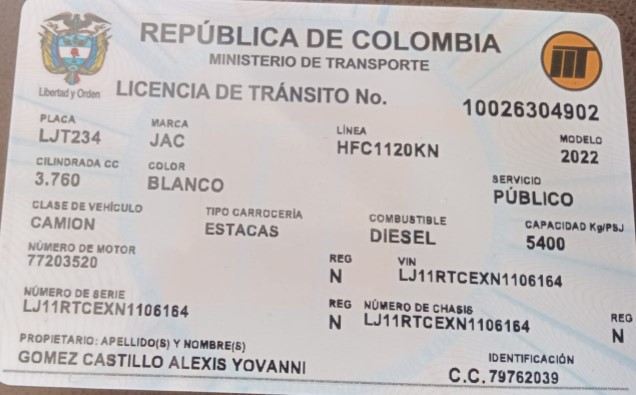 REPÚBLICA DE COLOMBIA
MINISTERIO DE TRANSPORTE
Libertad y Orden
LICENCIA DE TRÁNSITO No. 10026304902
PLACA MARCA LÍNEA MODELO
LJT234 JAC HFC1120KN 2022
CILINDRADA CC COLOR SERVICIO
3.760 BLANCO PÚBLICO
CLASE DE VEHÍCULO TIPO CARROCERÍA COMBUSTIBLE CAPACIDAD Kg/PSJ
CAMION ESTACAS DIESEL 5400
NÚMERO DE MOTOR REG VIN
77203520 N LJ11RTCEXN1106164
NÚMERO DE SERIE REG NÚMERO DE CHASIS REG
LJ11RTCEXN1106164 N LJ11RTCEXN1106164 N
PROPIETARIO: APELLIDO(S) Y NOMBRE(S) IDENTIFICACIÓN
GOMEZ CASTILLO ALEXIS YOVANNI C.C. 79762039